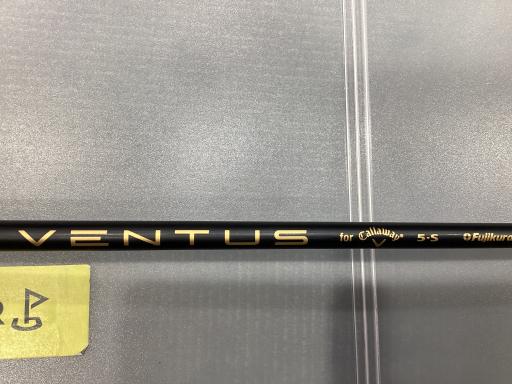 VENTUS for Callaway 5-S Fujikura
R